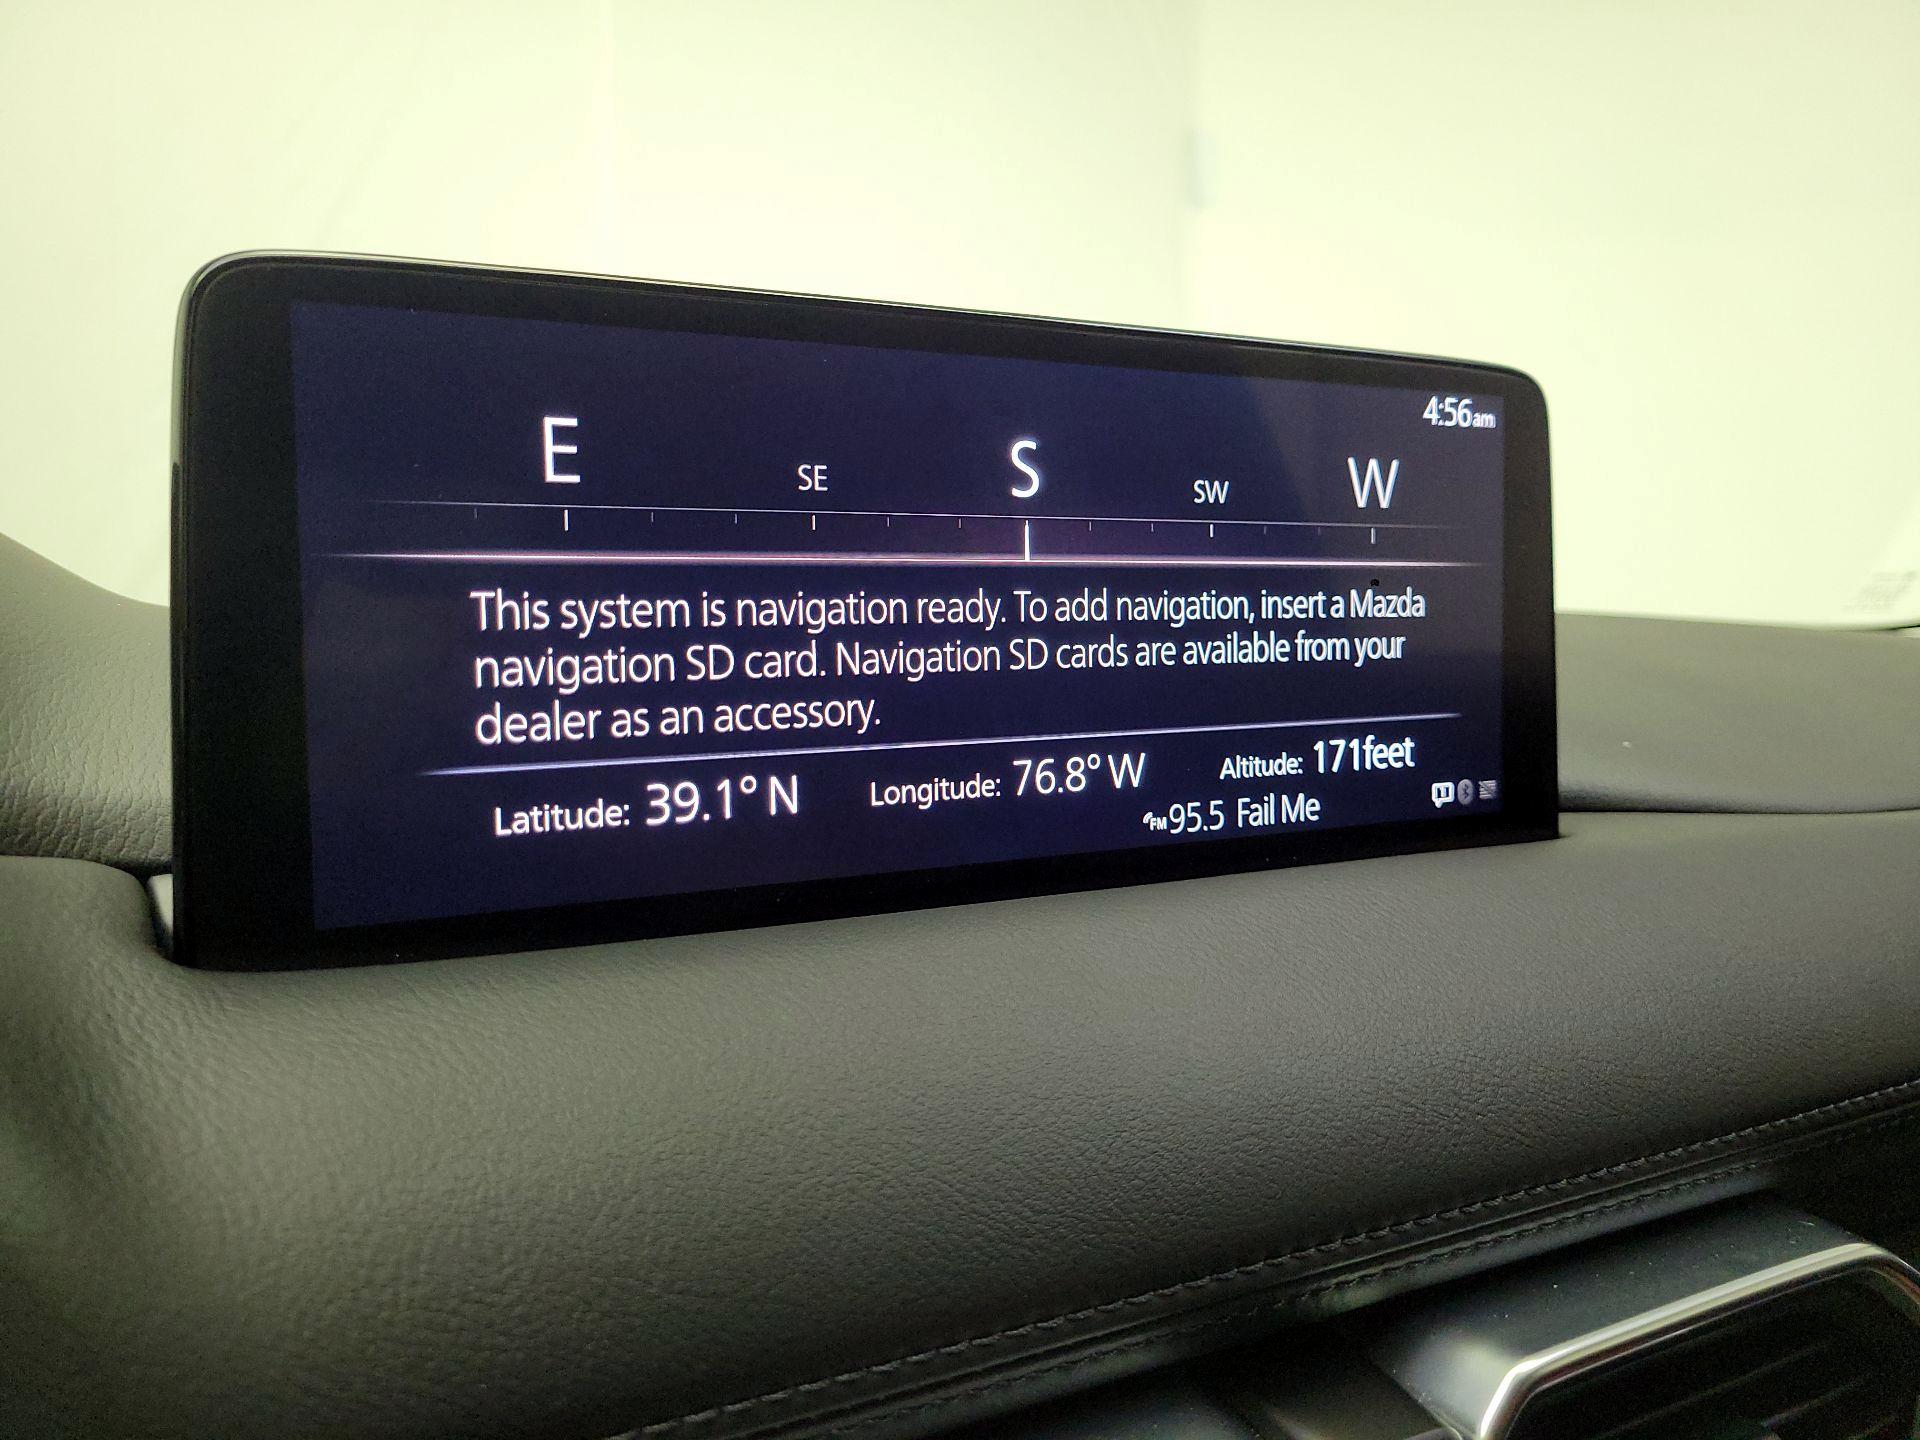 4:56am
E SE S SW W
This system is navigation ready. To add navigation, insert a Mazda
navigation SD card. Navigation SD cards are available from your
dealer as an accessory.
Latitude: 39.1° N Longitude: 76.8° W Altitude: 171feet
FM 95.5 Fail Me